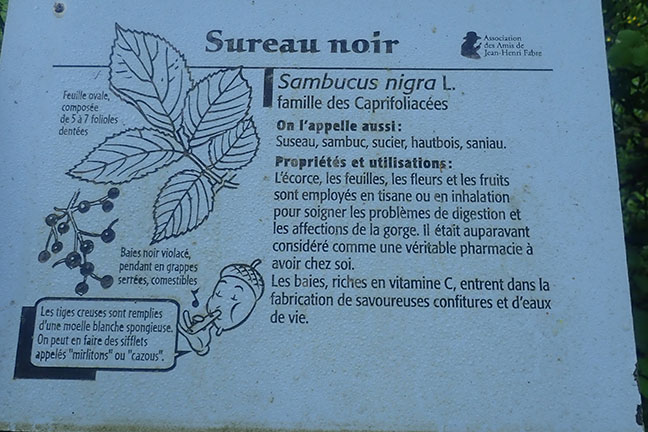 Sureau noir
Association
des Amis de
Jean-Henri Fabre
Feuille ovale,
composée
de 5 à 7 folioles
dentées
Sambucus nigra L.
famille des Caprifoliacées
On l'appelle aussi :
Suseau, sambuc, sucier, hautbois, saniau.
Propriétés et utilisations :
L'écorce, les feuilles, les fleurs et les fruits
sont employés en tisane ou en inhalation
pour soigner les problèmes de digestion et
les affections de la gorge. Il était auparavant
considéré comme une véritable pharmacie à
avoir chez soi.
Les baies, riches en vitamine C, entrent dans la
fabrication de savoureuses confitures et d'eaux
de vie.
Baies noir violacé,
pendant en grappes
serrées, comestibles
Les tiges creuses sont remplies
d'une moelle blanche spongieuse.
On peut en faire des sifflets
appelés "mirlitons" ou "cazous".